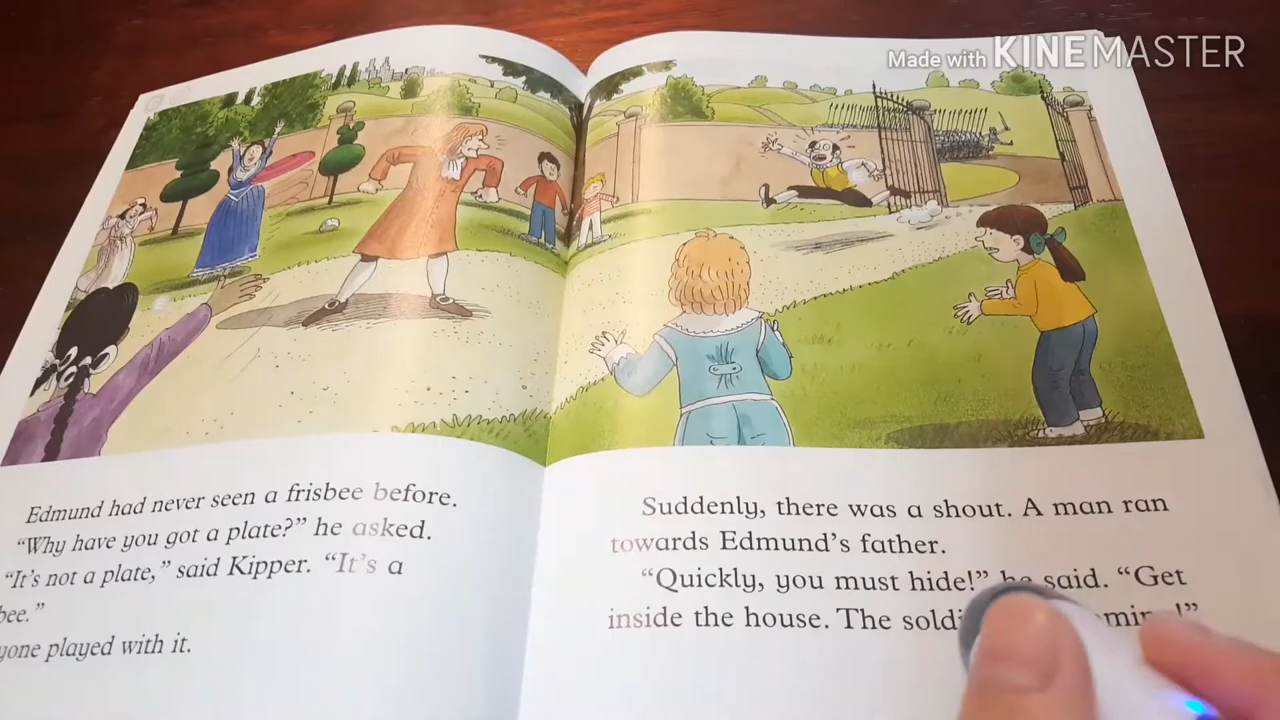 Made with KINEMASTER
Edmund had never seen a frisbee before.
“Why have you got a plate?” he asked.
“It’s not a plate,” said Kipper. “It’s a
bee.”
yone played with it.
Suddenly, there was a shout. A man ran
towards Edmund’s father.
“Quickly, you must hide!” he said. “Get
inside the house. The